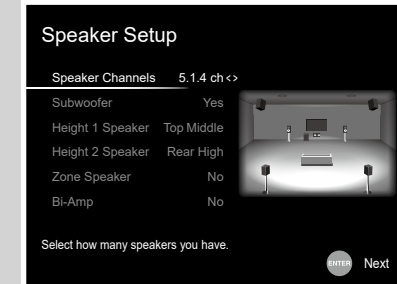 Speaker Setup
Speaker Channels 5.1.4 ch <>
Subwoofer Yes
Height 1 Speaker Top Middle
Height 2 Speaker Rear High
Zone Speaker No
Bi-Amp No
Select how many speakers you have.
ENTER Next